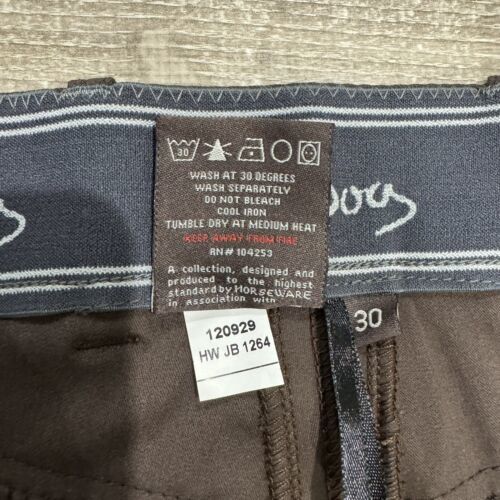 30
WASH AT 30 DEGREES
WASH SEPARATELY
DO NOT BLEACH
COOL IRON
TUMBLE DRY AT MEDIUM HEAT
KEEP AWAY FROM FIRE
RN# 104253
A collection, designed and
produced to the highest
standard by HORSEWARE
in association with
120929
HW JB 1264
30